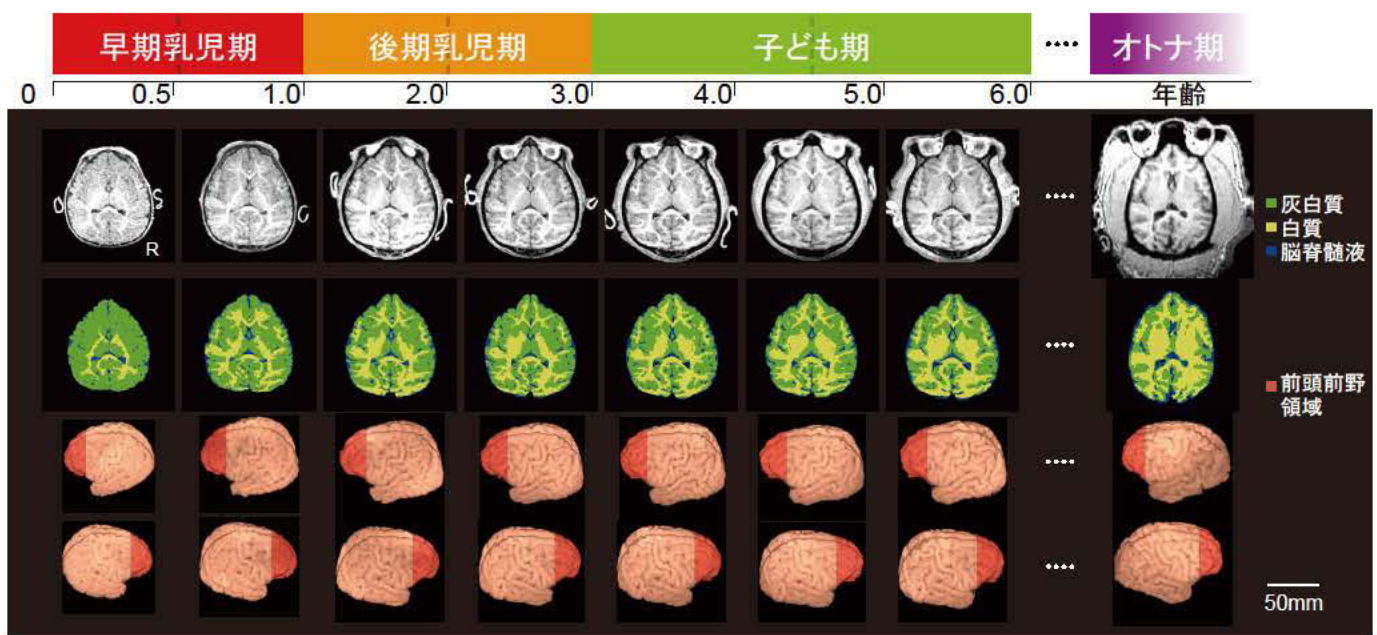 早期乳児期 後期乳児期 子ども期 オトナ期
0 0.5 1.0 2.0 3.0 4.0 5.0 6.0 年齢
R
灰白質
白質
脳脊髄液
前頭前野
領域
50mm